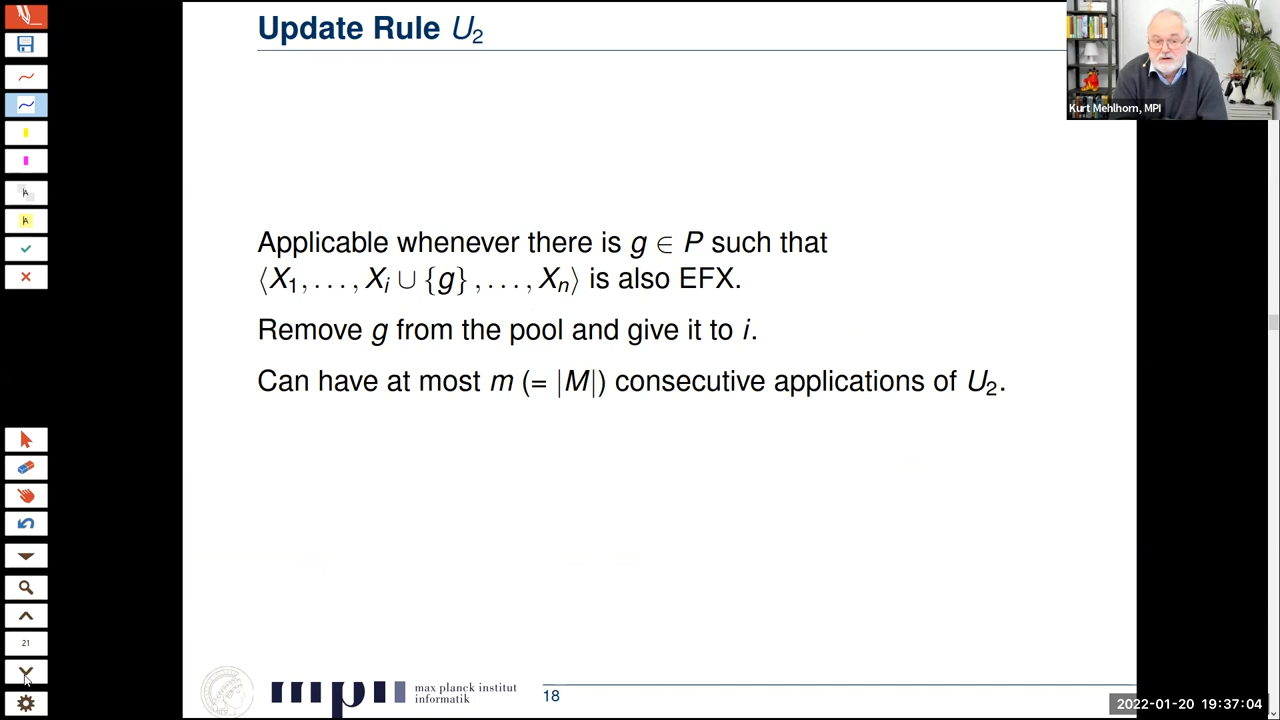 Update Rule U₂
Kurt Mehlhorn, MPI
Applicable whenever there is g ∈ P such that
⟨X₁, . . . , Xᵢ ∪ {g} , . . . , Xₙ⟩ is also EFX.
Remove g from the pool and give it to i.
Can have at most m (= |M|) consecutive applications of U₂.
21
mpi
max planck institut
informatik
18
2022-01-20 19:37:04